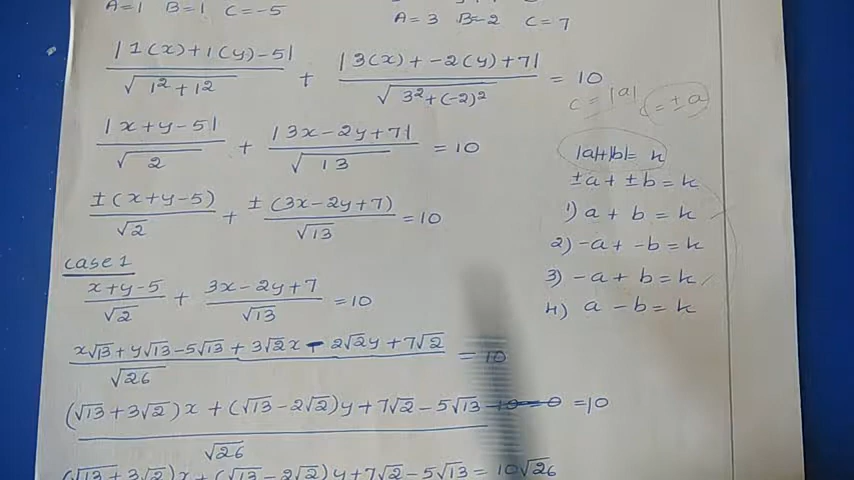 A=1 B=1 C=-5
A=3 B=-2 C=7
|1(x)+1(y)-5| / √1²+1² + |3(x)+-2(y)+7| / √3²+(-2)² = 10
c = |a| c = ±a
|x+y-5| / √2 + |3x-2y+7| / √13 = 10
|a|+|b|= k
±a + ±b = k
±(x+y-5) / √2 + ±(3x-2y+7) / √13 = 10
1) a + b = k
2) -a + -b = k
3) -a + b = k
4) a - b = k
case 1
x+y-5 / √2 + 3x-2y+7 / √13 = 10
x√13+y√13-5√13+3√2x-2√2y+7√2 / √26 = 10
(√13+3√2)x+(√13-2√2)y+7√2-5√13 / √26 = 10
(√13+3√2)x+(√13-2√2)y+7√2-5√13 = 10√26